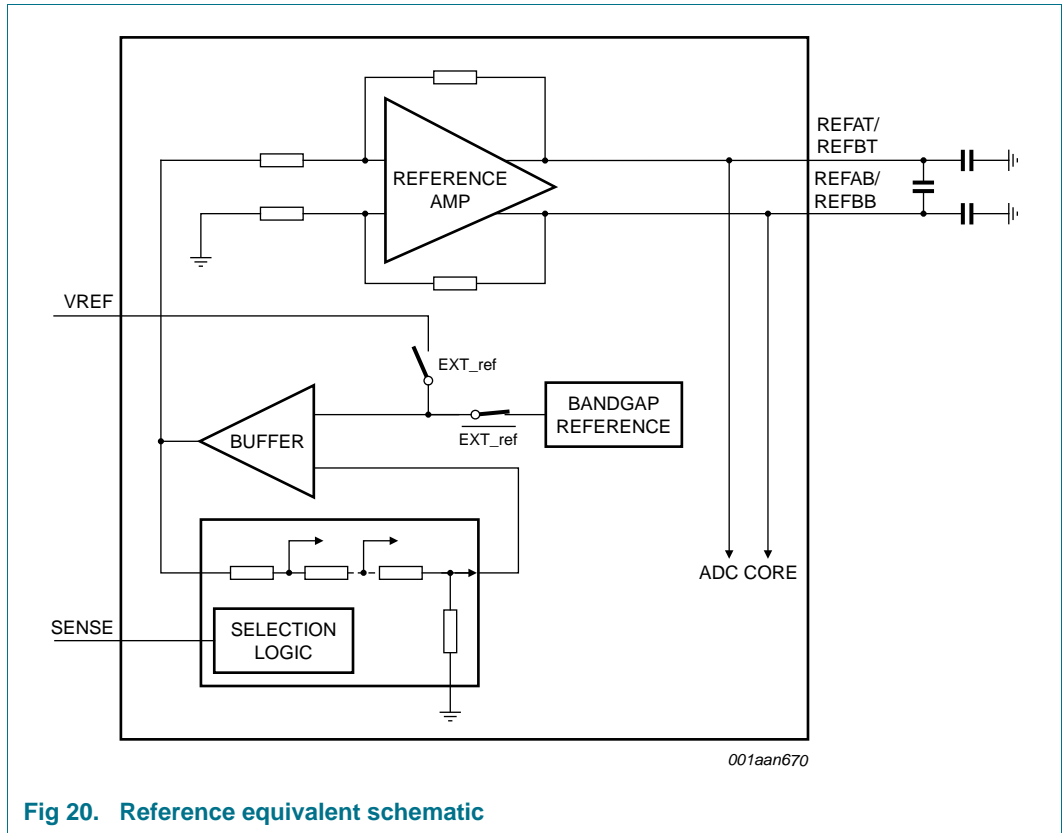 REFAT/
REFBT
REFERENCE
AMP
REFAB/
REFBB
VREF
EXT_ref
BANDGAP
REFERENCE
BUFFER
EXT_ref
ADC CORE
SENSE
SELECTION
LOGIC
001aan670
Fig 20. Reference equivalent schematic